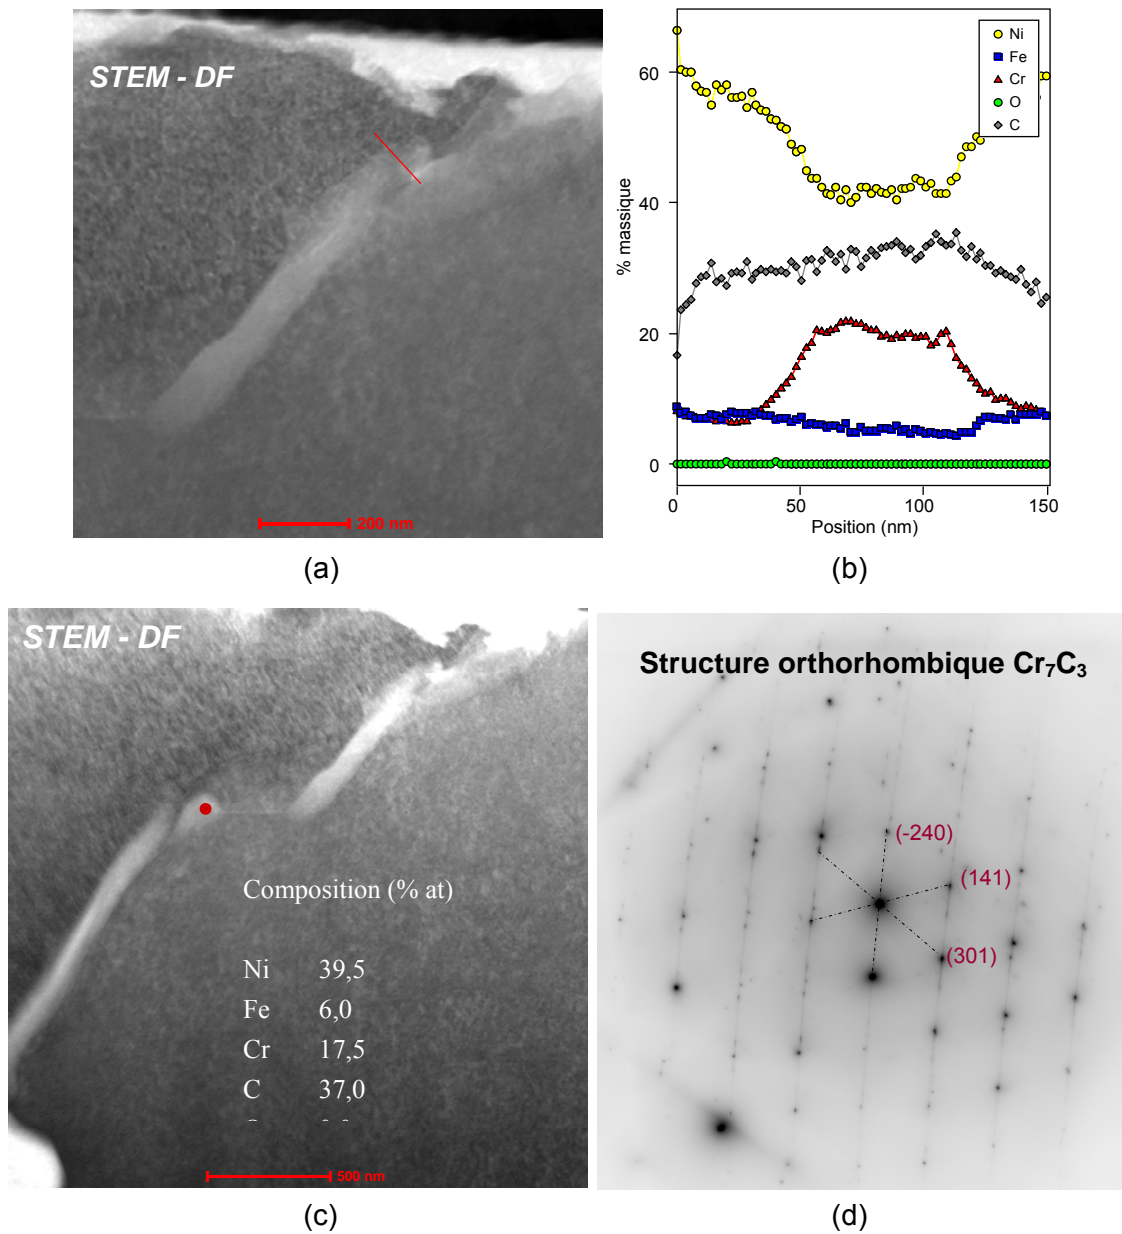 STEM - DF
200 nm
(a)
Ni
Fe
Cr
O
C
60
40
20
0
% massique
0
50
100
150
Position (nm)
(b)
STEM - DF
Composition (% at)
Ni 39,5
Fe 6,0
Cr 17,5
C 37,0
500 nm
(c)
Structure orthorhombique Cr₇C₃
(-240)
(141)
(301)
(d)